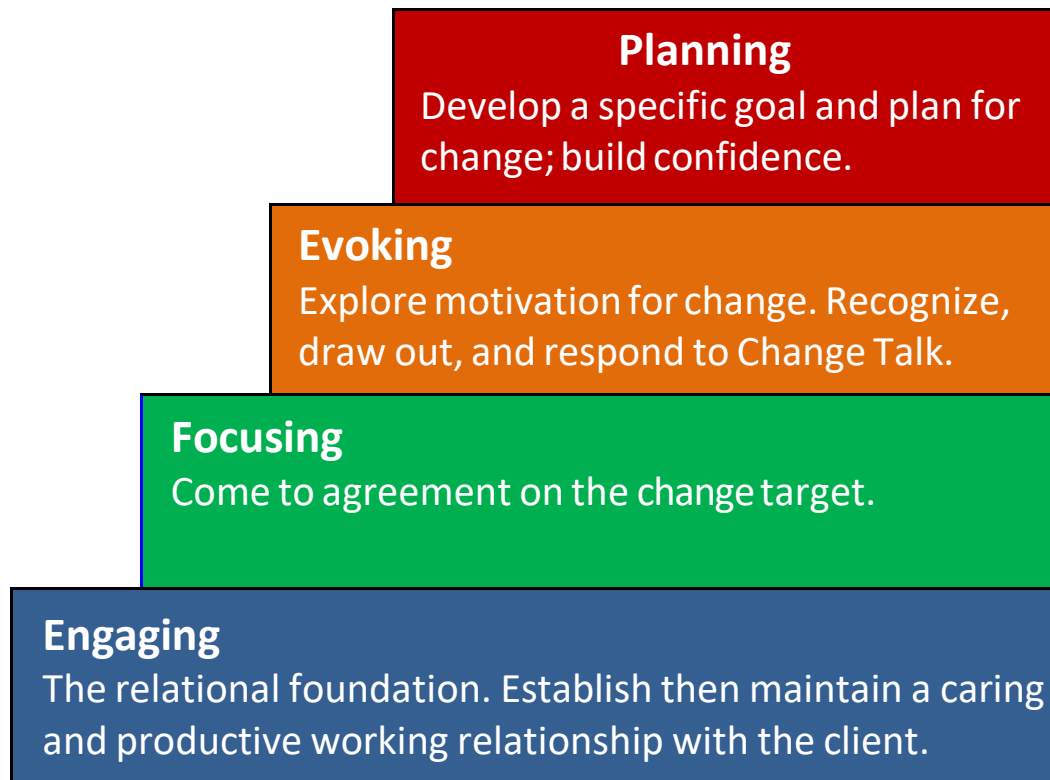 Planning
Develop a specific goal and plan for
change; build confidence.
Evoking
Explore motivation for change. Recognize,
draw out, and respond to Change Talk.
Focusing
Come to agreement on the change target.
Engaging
The relational foundation. Establish then maintain a caring
and productive working relationship with the client.